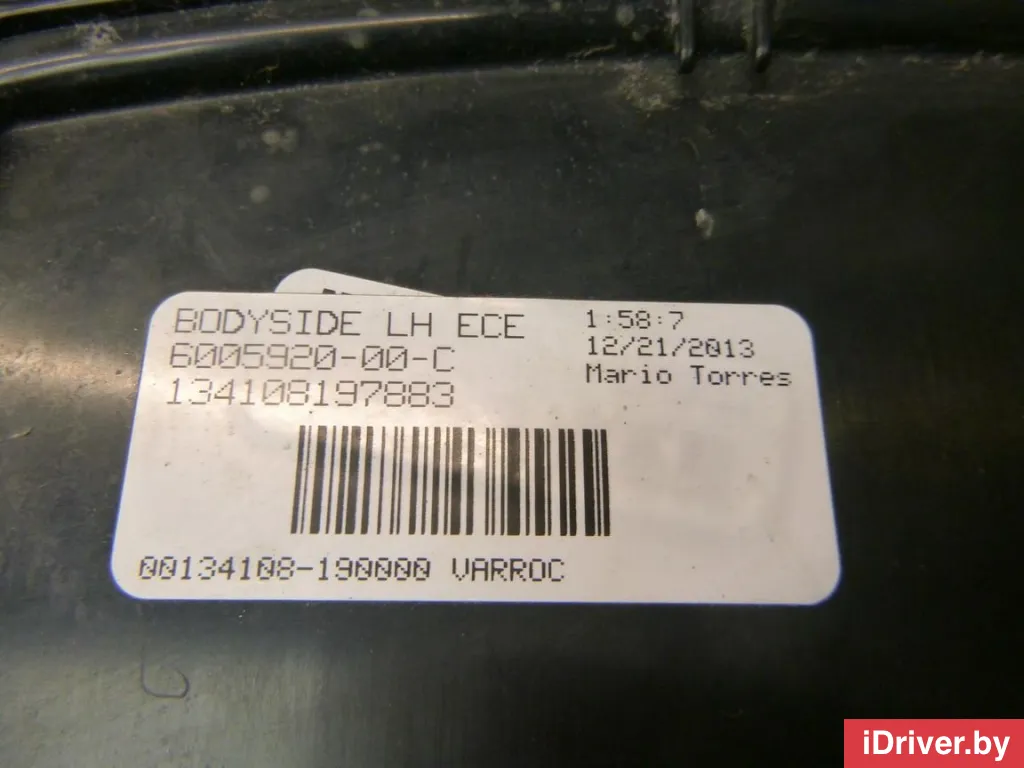 BODYSIDE LH ECE
6005920-00-C
134108197883
1:58:7
12/21/2013
Mario Torres
00134108-190000 VARROC
iDriver.by